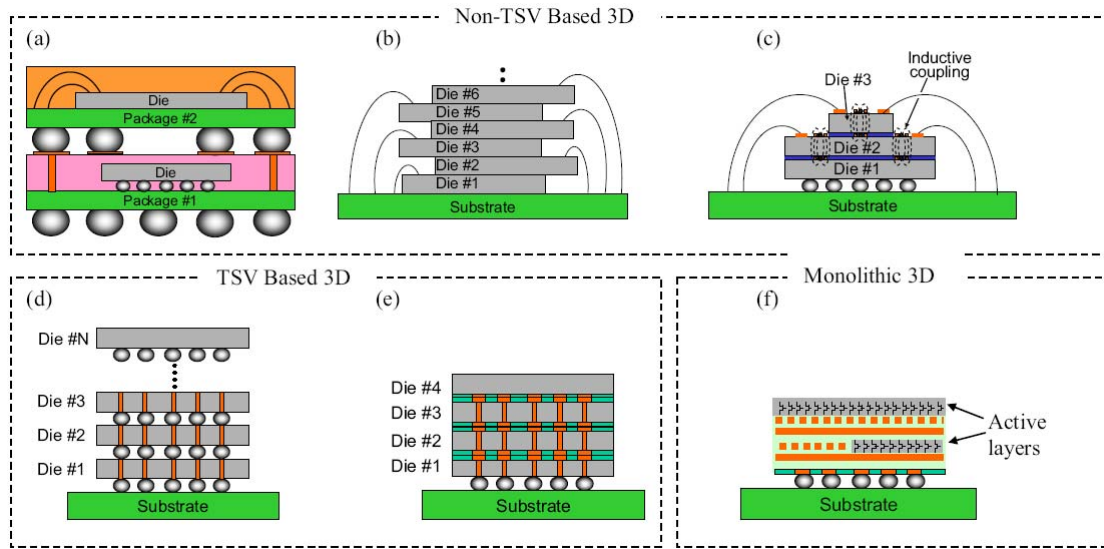 Non-TSV Based 3D
(a)
Die
Package #2
Die
Package #1
(b)
Die #6
Die #5
Die #4
Die #3
Die #2
Die #1
Substrate
(c)
Inductive
coupling
Die #3
Die #2
Die #1
Substrate
TSV Based 3D
(d)
Die #N
Die #3
Die #2
Die #1
Substrate
(e)
Die #4
Die #3
Die #2
Die #1
Substrate
Monolithic 3D
(f)
Active
layers
Substrate